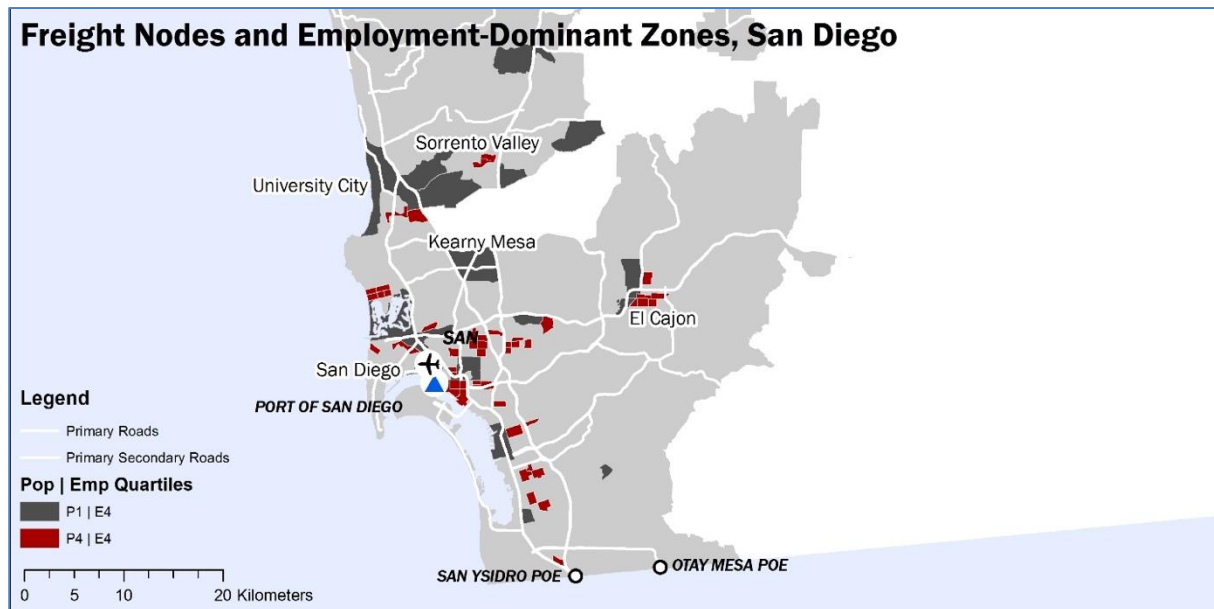 Freight Nodes and Employment-Dominant Zones, San Diego
Sorrento Valley
University City
Kearny Mesa
El Cajon
SAN
San Diego
PORT OF SAN DIEGO
Legend
Primary Roads
Primary Secondary Roads
Pop | Emp Quartiles
P1 | E4
P4 | E4
SAN YSIDRO POE
OTAY MESA POE
0 5 10 20 Kilometers